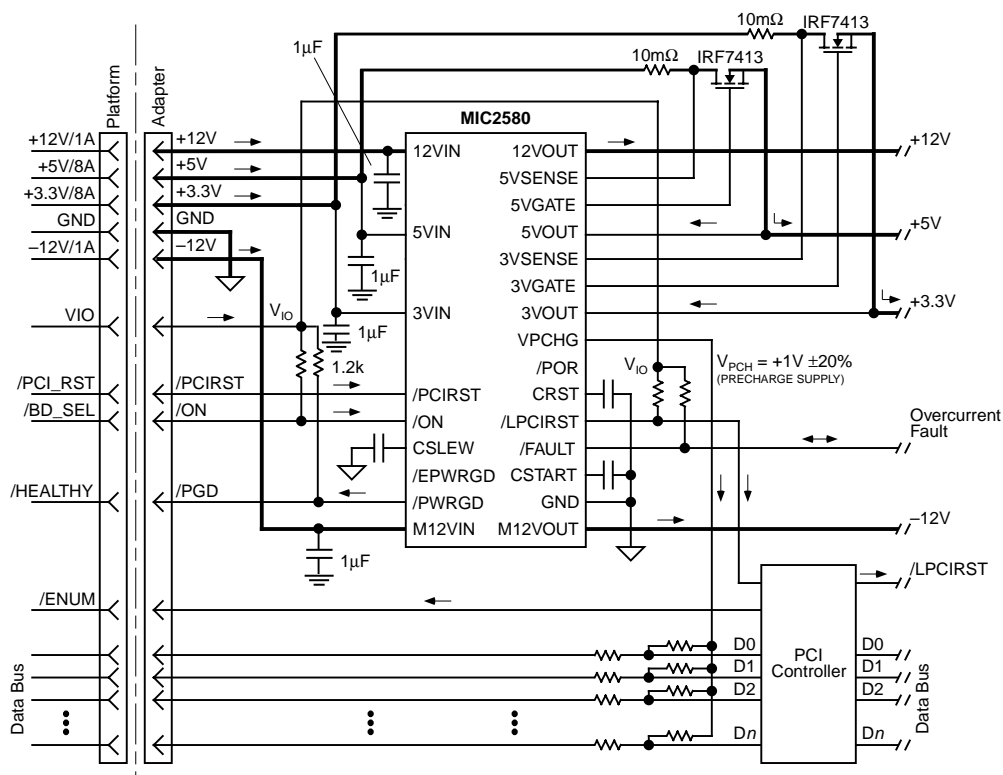 10mΩ
IRF7413
1µF
10mΩ
IRF7413
Platform
Adapter
MIC2580
+12V/1A
+12V
12VIN
12VOUT
+12V
+5V/8A
+5V
5VSENSE
+3.3V/8A
+3.3V
5VGATE
GND
GND
5VIN
5VOUT
+5V
–12V/1A
–12V
3VSENSE
1µF
3VGATE
3VIN
3VOUT
+3.3V
VIO
VIO
1µF
VPCHG
1.2k
/POR
VIO
VPCH = +1V ±20%
(PRECHARGE SUPPLY)
/PCI_RST
/PCIRST
/PCIRST
CRST
/BD_SEL
/ON
/ON
/LPCIRST
Overcurrent
Fault
CSLEW
/FAULT
/EPWRGD
CSTART
/HEALTHY
/PGD
/PWRGD
GND
M12VIN
M12VOUT
–12V
1µF
/LPCIRST
/ENUM
D0
D0
D1
PCI
Controller
D1
D2
D2
Data Bus
Data Bus
Dn
Dn